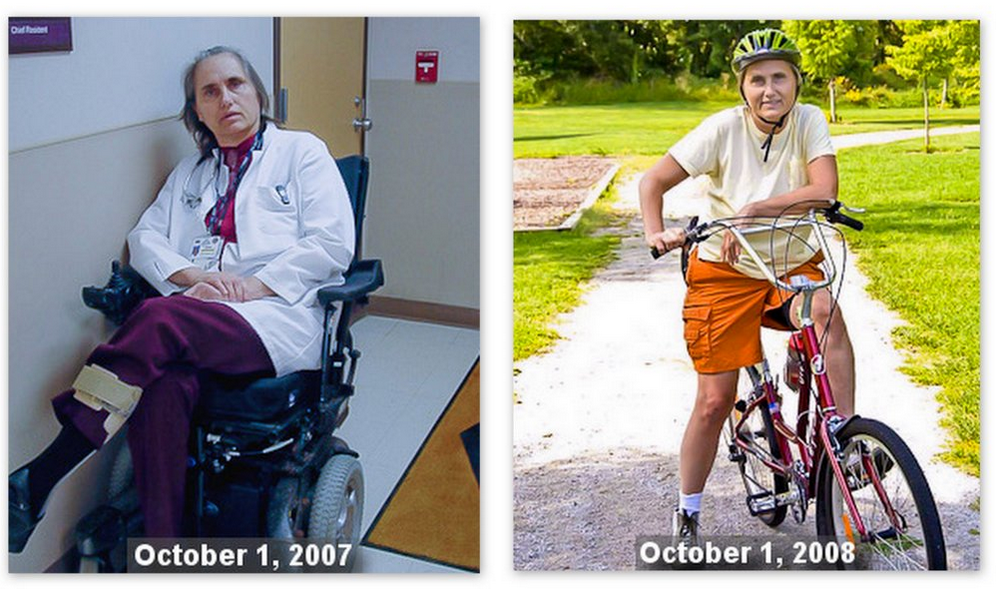 Chief Resident
October 1, 2007
October 1, 2008